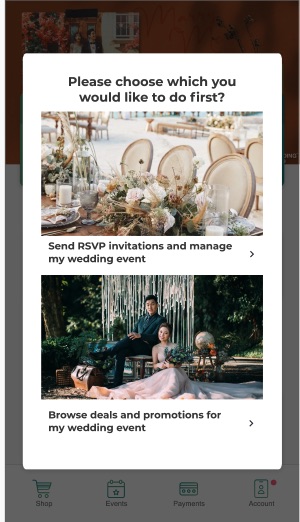 Please choose which you
would like to do first?
Send RSVP invitations and manage
my wedding event
Browse deals and promotions for
my wedding event
Shop
Events
Payments
Account